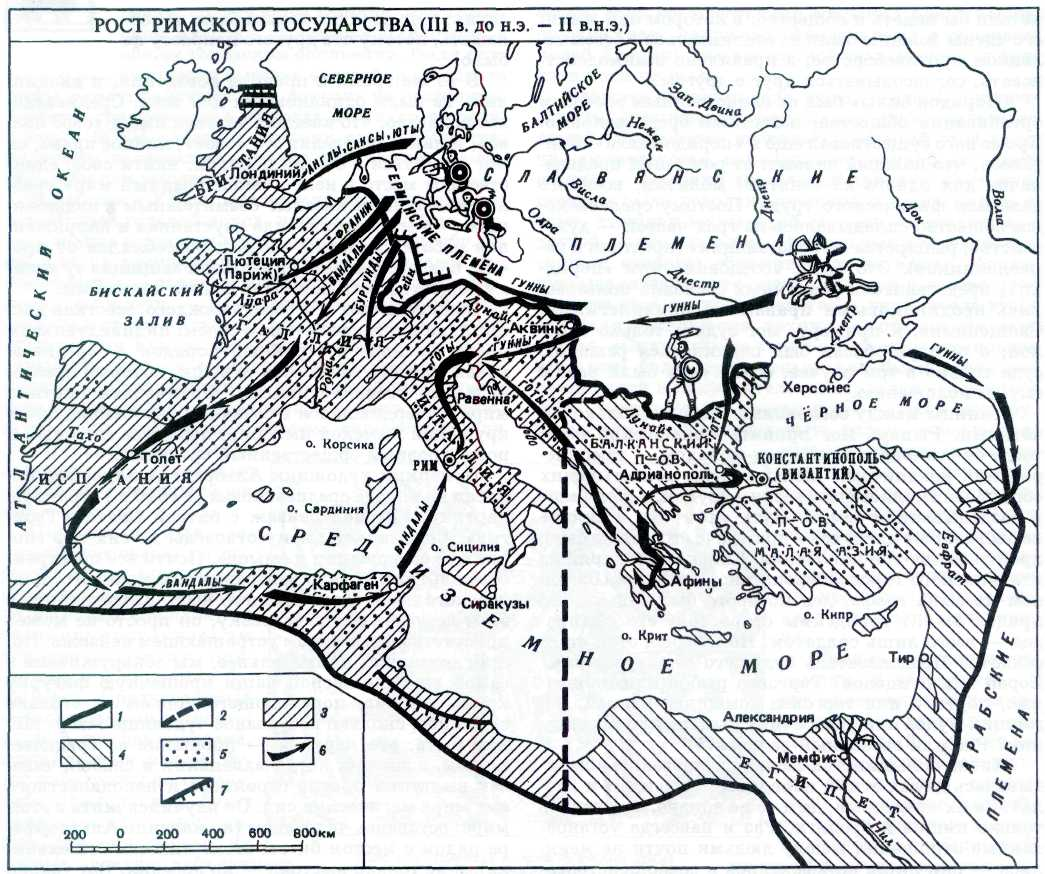 РОСТ РИМСКОГО ГОСУДАРСТВА (III в. до н.э. — II в н.э.)
СЕВЕРНОЕ
МОРЕ
БАЛТИЙСКОЕ
МОРЕ
Зап. Двина
Неман
АТЛАНТИЧЕСКИЙ ОКЕАН
БРИТАНИЯ
Лондиний
АНГЛЫ-САКСЫ, ЮТЫ
ГЕРМАНСКИЕ ПЛЕМЕНА
СЛАВЯНСКИЕ
ПЛЕМЕНА
Висла
Одра
Днепр
Дон
Волга
ФРАНКИ
ВАНДАЛЫ
БУРГУНДЫ
Рейн
Лютеция
(Париж)
Луара
БИСКАЙСКИЙ
ЗАЛИВ
ГАЛЛИЯ
Рона
Дунай
ГУННЫ
Днестр
ГУННЫ
Днепр
ГУННЫ
Аквинк
ГУННЫ
ГОТЫ
Равенна
ИТАЛИЯ
Херсонес
ЧЁРНОЕ МОРЕ
Дунай
ГОТЫ
БАЛКАНСКИЙ
П-ОВ
Адрианополь
КОНСТАНТИНОПОЛЬ
(ВИЗАНТИЙ)
П-ОВ
МАЛАЯ АЗИЯ
Евфрат
Тахо
Толет
ИСПАНИЯ
о. Корсика
РИМ
о. Сардиния
ВАНДАЛЫ
о. Сицилия
Сиракузы
Карфаген
ВАНДАЛЫ
Афины
о. Крит
о. Кипр
Тир
СРЕДИЗЕМНОЕ МОРЕ
Александрия
Мемфис
ЕГИПЕТ
Нил
АРАБСКИЕ
ПЛЕМЕНА
1
2
4
7
200 0 200 400 600 800 км